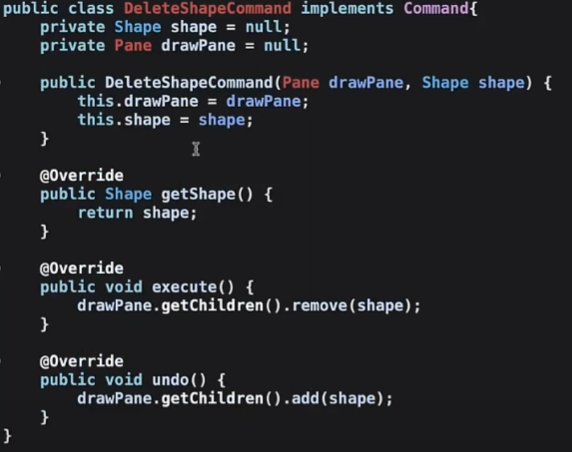 public class DeleteShapeCommand implements Command{
    private Shape shape = null;
    private Pane drawPane = null;

    public DeleteShapeCommand(Pane drawPane, Shape shape) {
        this.drawPane = drawPane;
        this.shape = shape;
    }

    @Override
    public Shape getShape() {
        return shape;
    }

    @Override
    public void execute() {
        drawPane.getChildren().remove(shape);
    }

    @Override
    public void undo() {
        drawPane.getChildren().add(shape);
    }
}